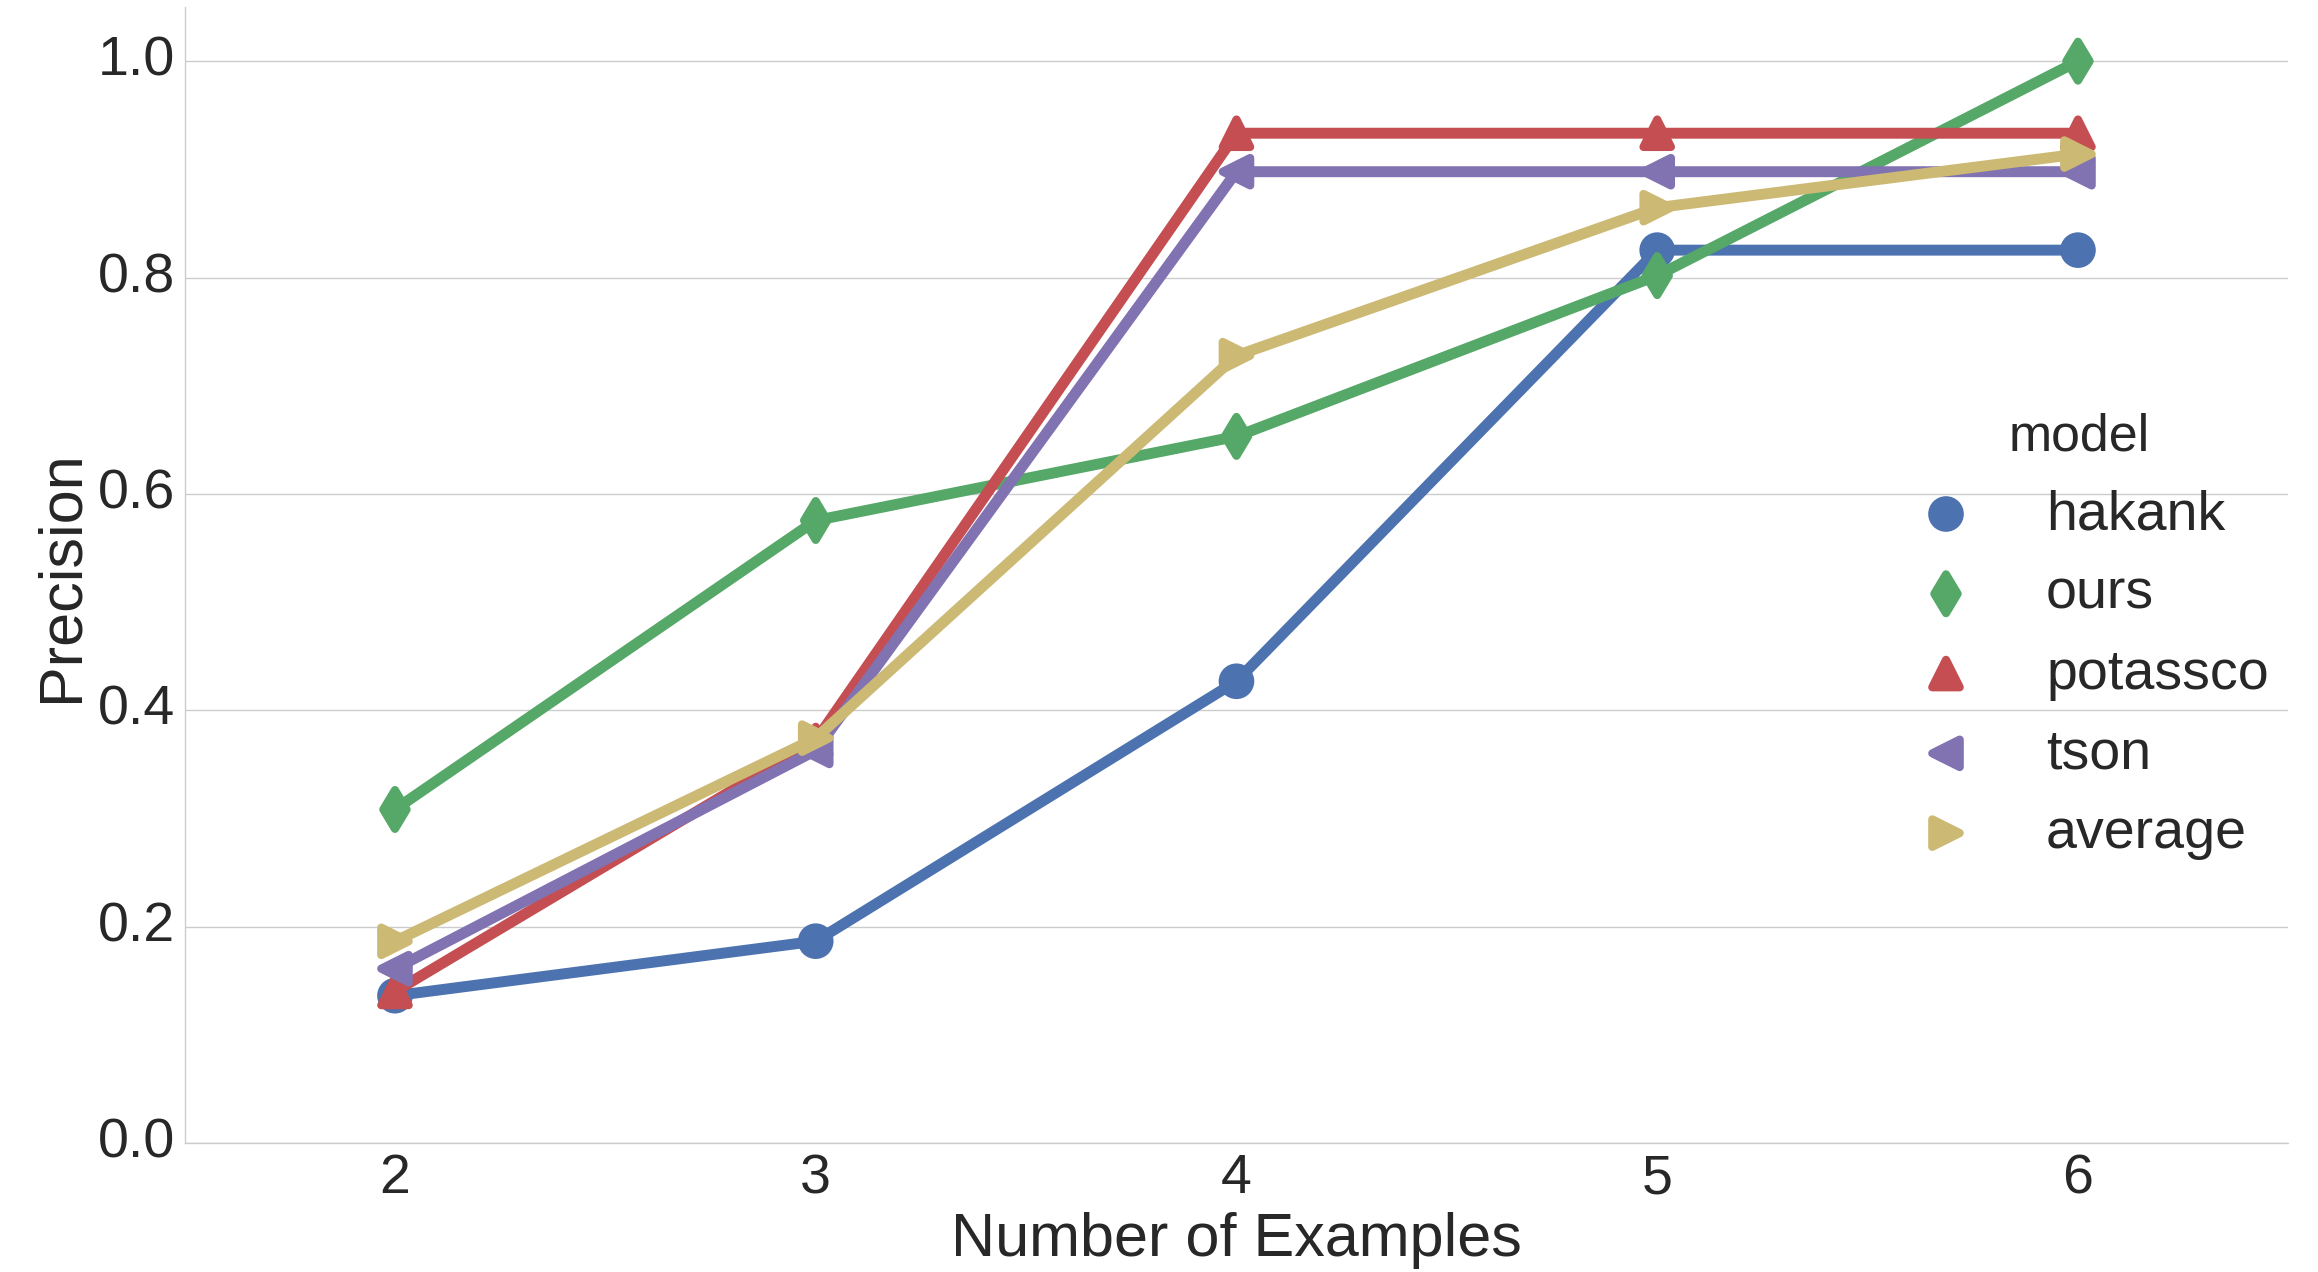 1.0
0.8
0.6
0.4
0.2
0.0
Precision
2 3 4 5 6
Number of Examples
model
hakank
ours
potassco
tson
average